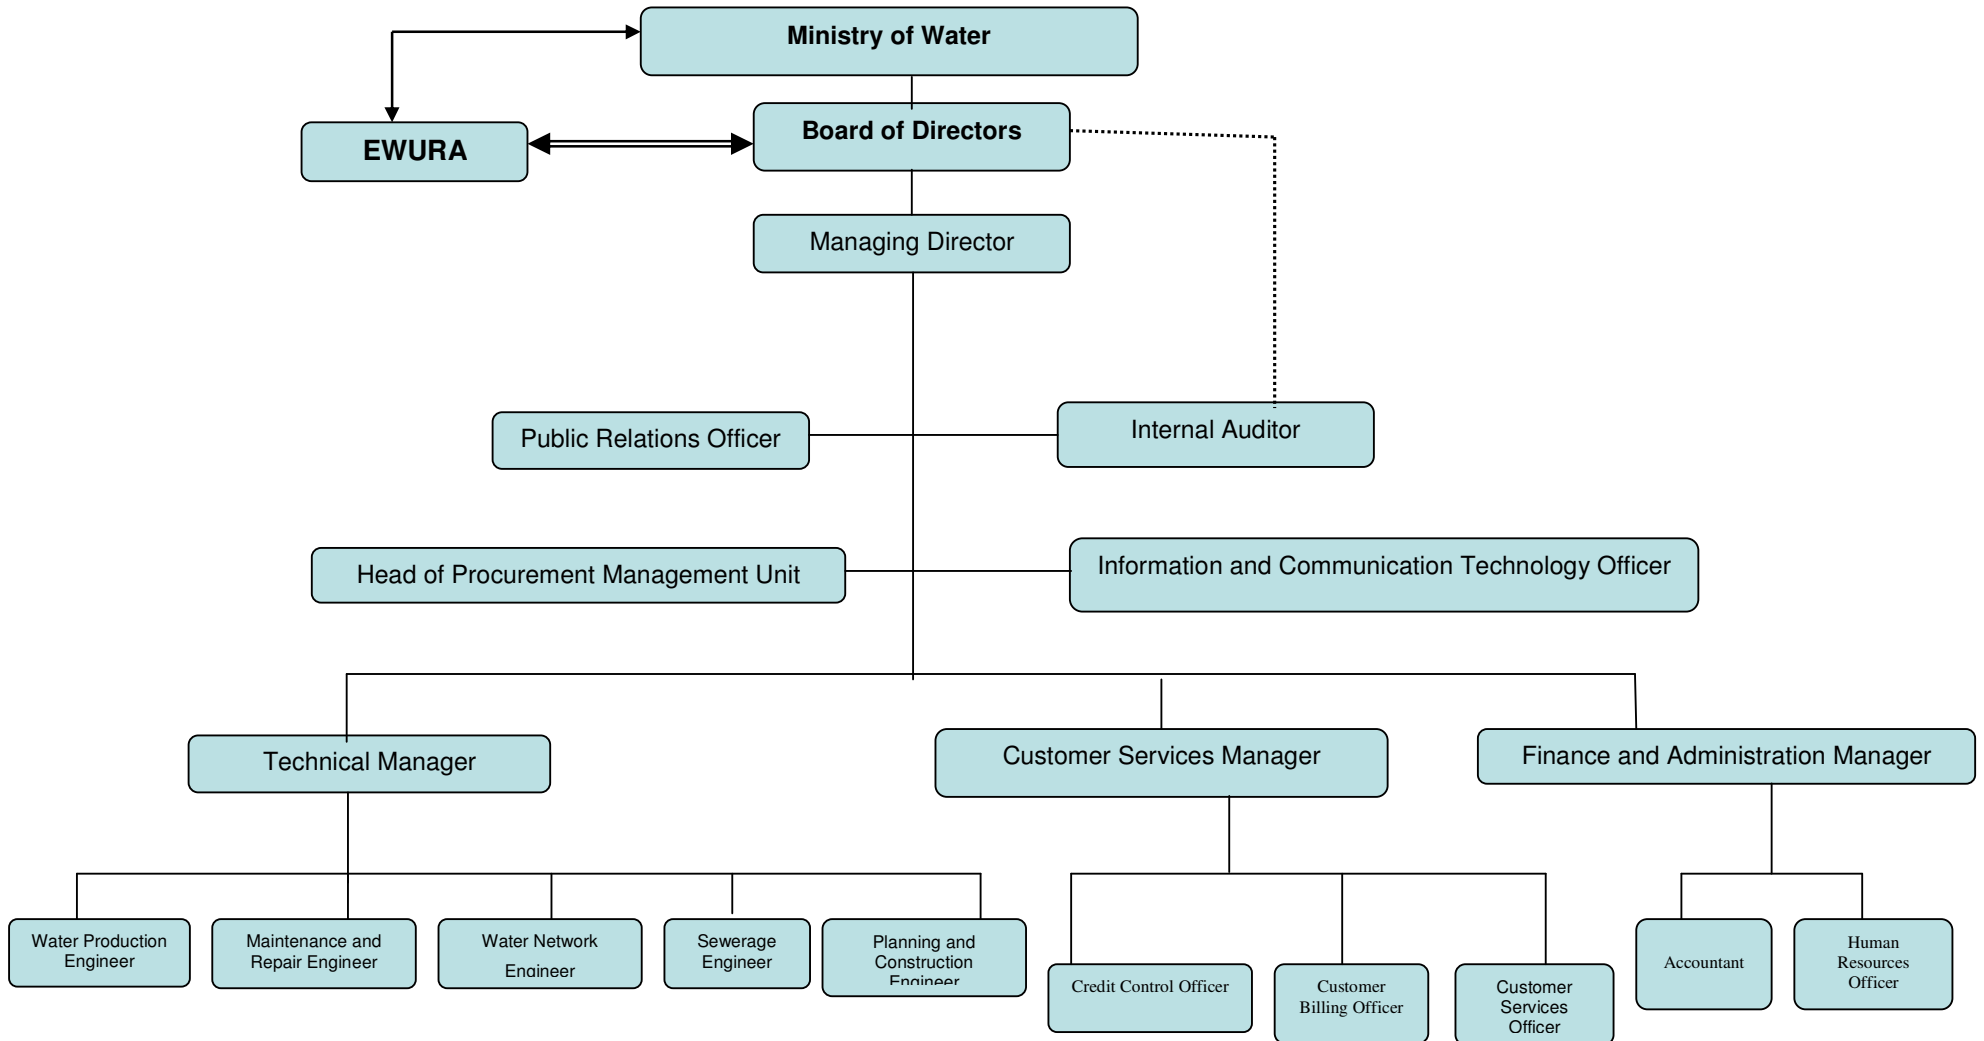 Ministry of Water
Board of Directors
EWURA
Managing Director
Public Relations Officer
Internal Auditor
Head of Procurement Management Unit
Information and Communication Technology Officer
Technical Manager
Customer Services Manager
Finance and Administration Manager
Water Production
Engineer
Maintenance and
Repair Engineer
Water Network
Engineer
Sewerage
Engineer
Planning and
Construction
Engineer
Credit Control Officer
Customer
Billing Officer
Customer
Services
Officer
Accountant
Human
Resources
Officer